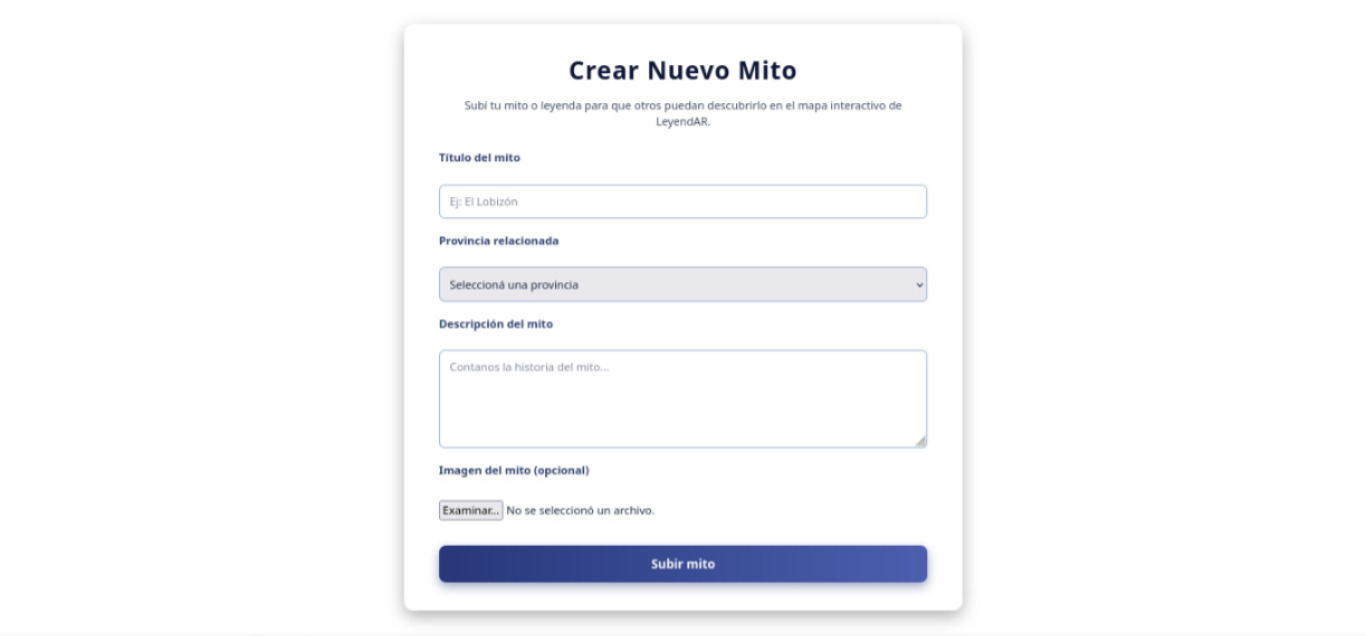 Crear Nuevo Mito
Subí tu mito o leyenda para que otros puedan descubrirlo en el mapa interactivo de
LeyendAR.
Título del mito
Ej: El Lobizón
Provincia relacionada
Seleccioná una provincia
Descripción del mito
Contanos la historia del mito...
Imagen del mito (opcional)
Examinar... No se seleccionó un archivo.
Subir mito